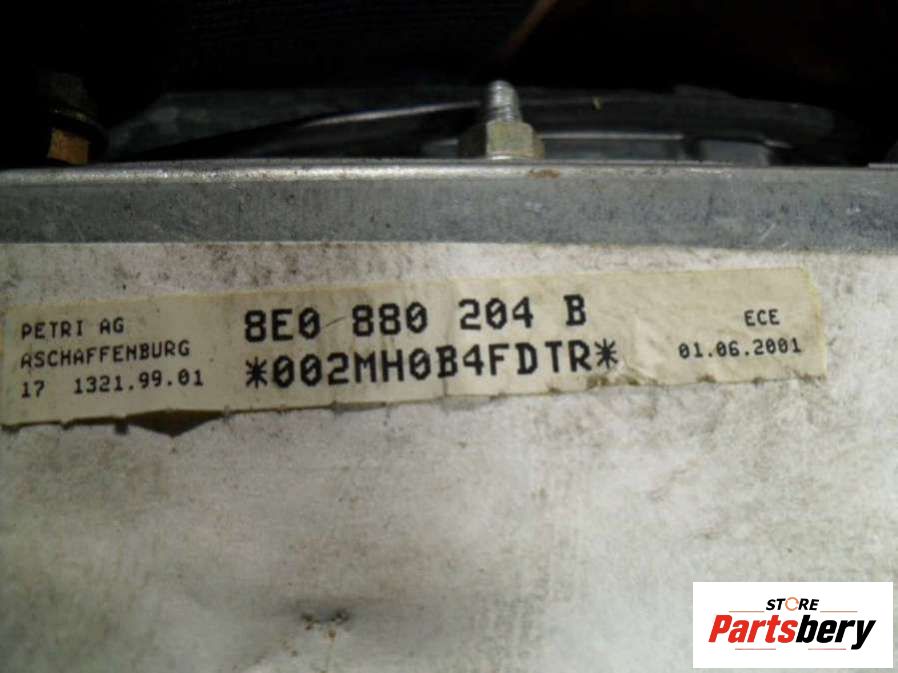 PETRI AG
ASCHAFFENBURG
17 1321.99.01
8E0 880 204 B
*002MH0B4FDTR*
ECE
01.06.2001
STORE
Partsbery